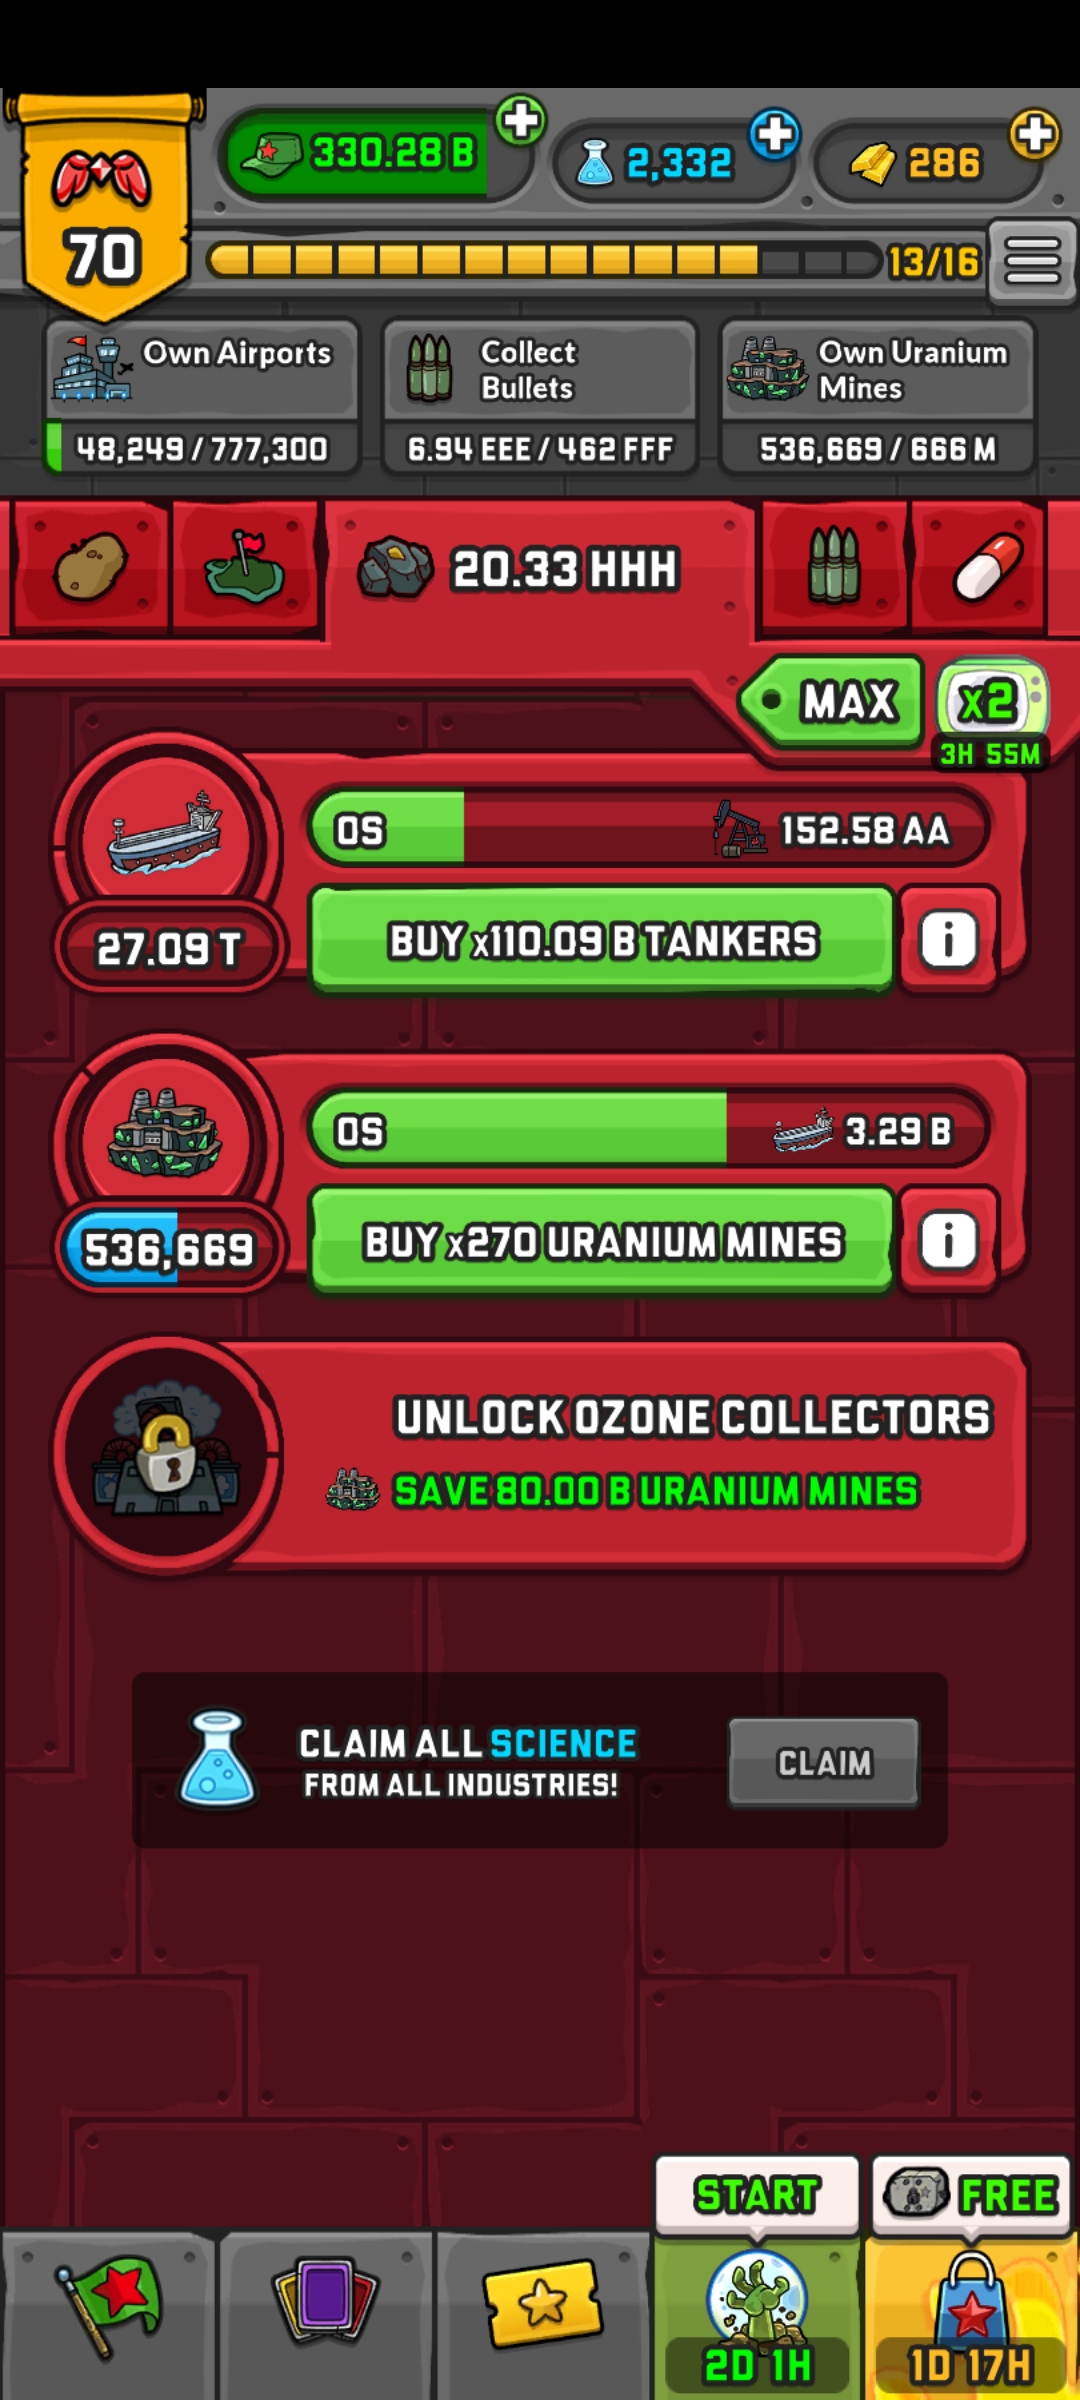 330.28 B
2,332
286
70
13/16
Own Airports
48,249 / 777,300
Collect
Bullets
6.94 EEE / 462 FFF
Own Uranium
Mines
536,669 / 666 M
20.33 HHH
MAX
x2
3H 55M
0S
152.58 AA
27.09 T
BUY x110.09 B TANKERS
i
0S
3.29 B
536,669
BUY x270 URANIUM MINES
i
UNLOCK OZONE COLLECTORS
SAVE 80.00 B URANIUM MINES
CLAIM ALL SCIENCE
FROM ALL INDUSTRIES!
CLAIM
START
FREE
2D 1H
1D 17H